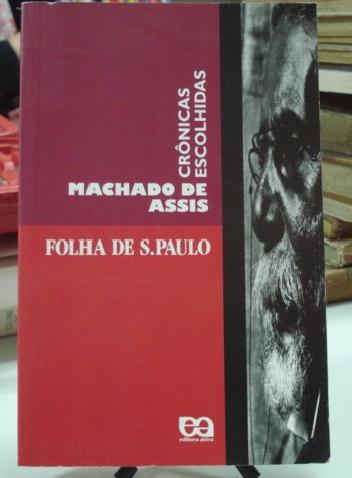 CRÔNICAS
ESCOLHIDAS
MACHADO DE
ASSIS
FOLHA DE S.PAULO
editora ática